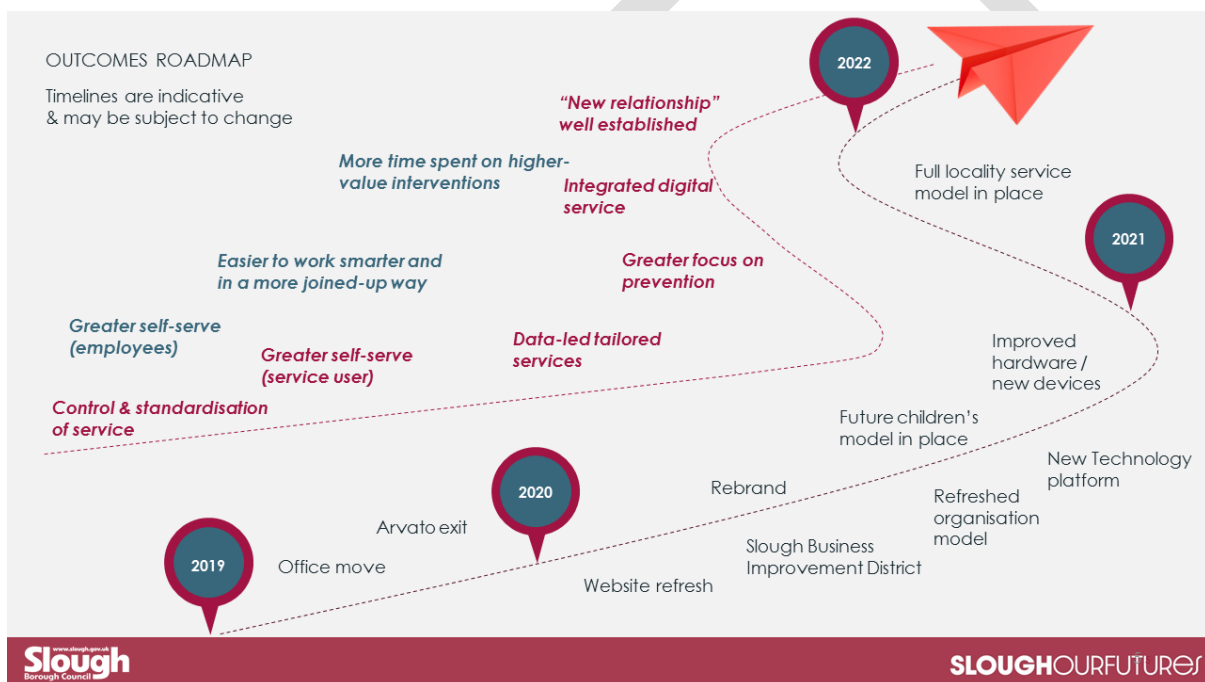 OUTCOMES ROADMAP
Timelines are indicative
& may be subject to change
2022
“New relationship”
well established
More time spent on higher-
value interventions
Integrated digital
service
Full locality service
model in place
2021
Easier to work smarter and
in a more joined-up way
Greater focus on
prevention
Greater self-serve
(employees)
Greater self-serve
(service user)
Data-led tailored
services
Improved
hardware /
new devices
Control & standardisation
of service
Future children’s
model in place
New Technology
platform
2020
Rebrand
Refreshed
organisation
model
Arvato exit
2019
Office move
Slough Business
Improvement District
Website refresh
www.slough.gov.uk
Slough
Borough Council
SLOUGHOURFUTURES